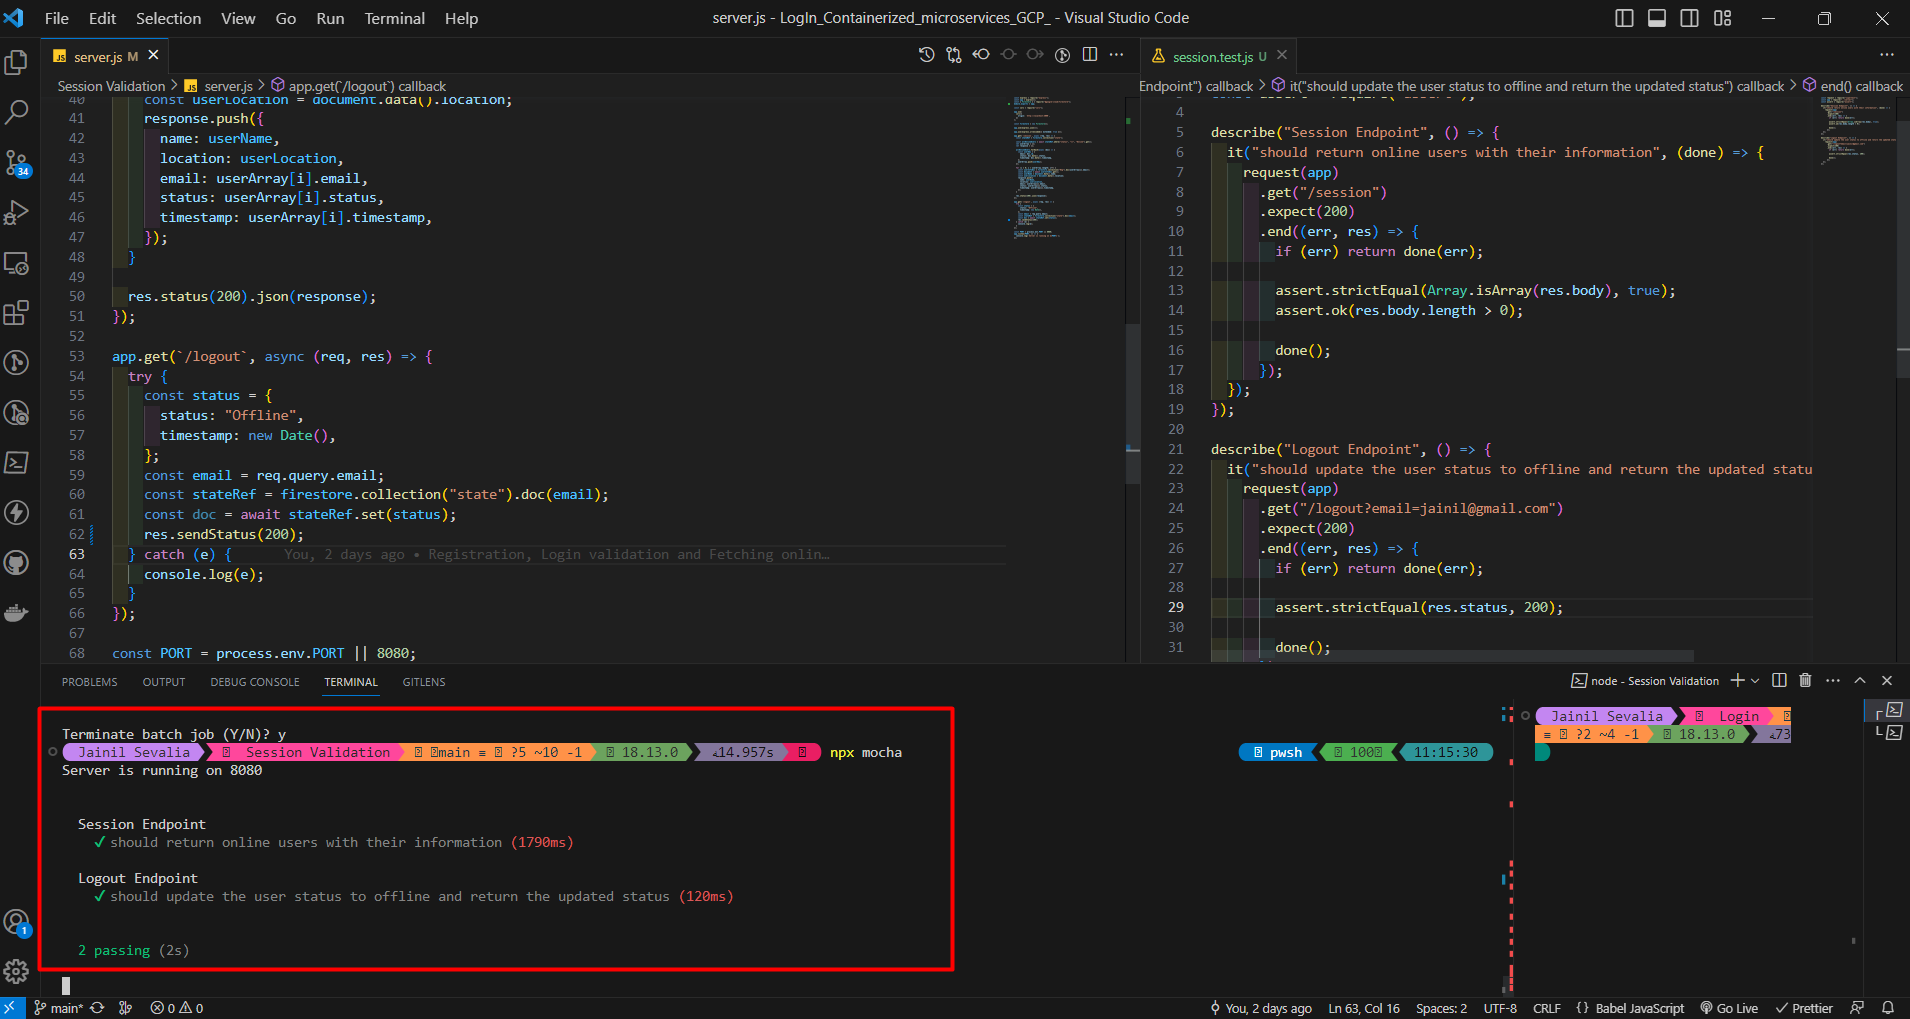 File Edit Selection View Go Run Terminal Help
server.js - LogIn_Containerized_microservices_GCP_ - Visual Studio Code
server.js M
Session Validation > server.js > app.get(`/logout`) callback
40 const userLocation = document.data().location;
41 response.push({
42 name: userName,
43 location: userLocation,
44 email: userArray[i].email,
45 status: userArray[i].status,
46 timestamp: userArray[i].timestamp,
47 });
48 }
49
50 res.status(200).json(response);
51 });
52
53 app.get(`/logout`, async (req, res) => {
54 try {
55 const status = {
56 status: "Offline",
57 timestamp: new Date(),
58 };
59 const email = req.query.email;
60 const stateRef = firestore.collection("state").doc(email);
61 const doc = await stateRef.set(status);
62 res.sendStatus(200);
63 } catch (e) { You, 2 days ago • Registration, Login validation and Fetching onlin…
64 console.log(e);
65 }
66 });
67
68 const PORT = process.env.PORT || 8080;
session.test.js U
Endpoint") callback > it("should update the user status to offline and return the updated status") callback > end() callback
4
5 describe("Session Endpoint", () => {
6 it("should return online users with their information", (done) => {
7 request(app)
8 .get("/session")
9 .expect(200)
10 .end((err, res) => {
11 if (err) return done(err);
12
13 assert.strictEqual(Array.isArray(res.body), true);
14 assert.ok(res.body.length > 0);
15
16 done();
17 });
18 });
19 });
20
21 describe("Logout Endpoint", () => {
22 it("should update the user status to offline and return the updated statu
23 request(app)
24 .get("/logout?email=jainil@gmail.com")
25 .expect(200)
26 .end((err, res) => {
27 if (err) return done(err);
28
29 assert.strictEqual(res.status, 200);
30
31 done();
34
PROBLEMS OUTPUT DEBUG CONSOLE TERMINAL GITLENS
node - Session Validation
Terminate batch job (Y/N)? y
Jainil Sevalia Session Validation main ≡ ?5 ~10 -1 18.13.0 14.957s npx mocha
pwsh 100 11:15:30
Server is running on 8080
Session Endpoint
✓ should return online users with their information (1790ms)
Logout Endpoint
✓ should update the user status to offline and return the updated status (120ms)
2 passing (2s)
Jainil Sevalia Login
≡ ?2 ~4 -1 18.13.0 73
1
main* 0 0
You, 2 days ago Ln 63, Col 16 Spaces: 2 UTF-8 CRLF {} Babel JavaScript Go Live Prettier